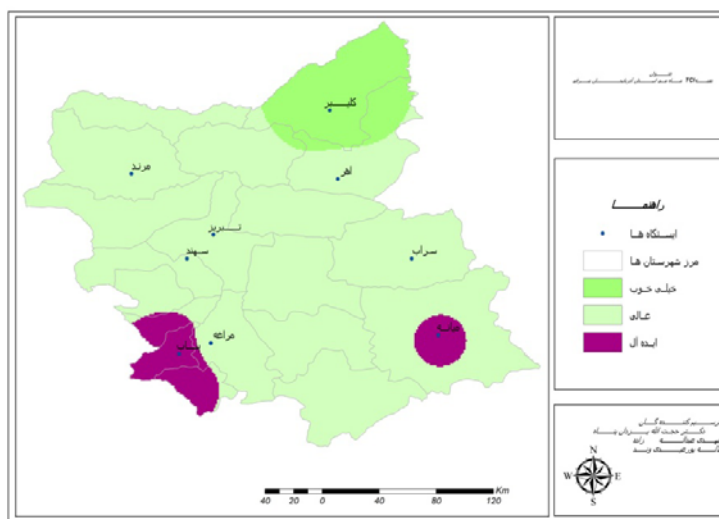 کلیبر
اهر
مرند
تبریز
سهند
سراب
میانه
مراغه
بناب
راهنما
ایستگاه ها
مرز شهرستان ها
خیلی خوب
عالی
ایده آل
N
W E
S
Km
40 20 0 40 80 120